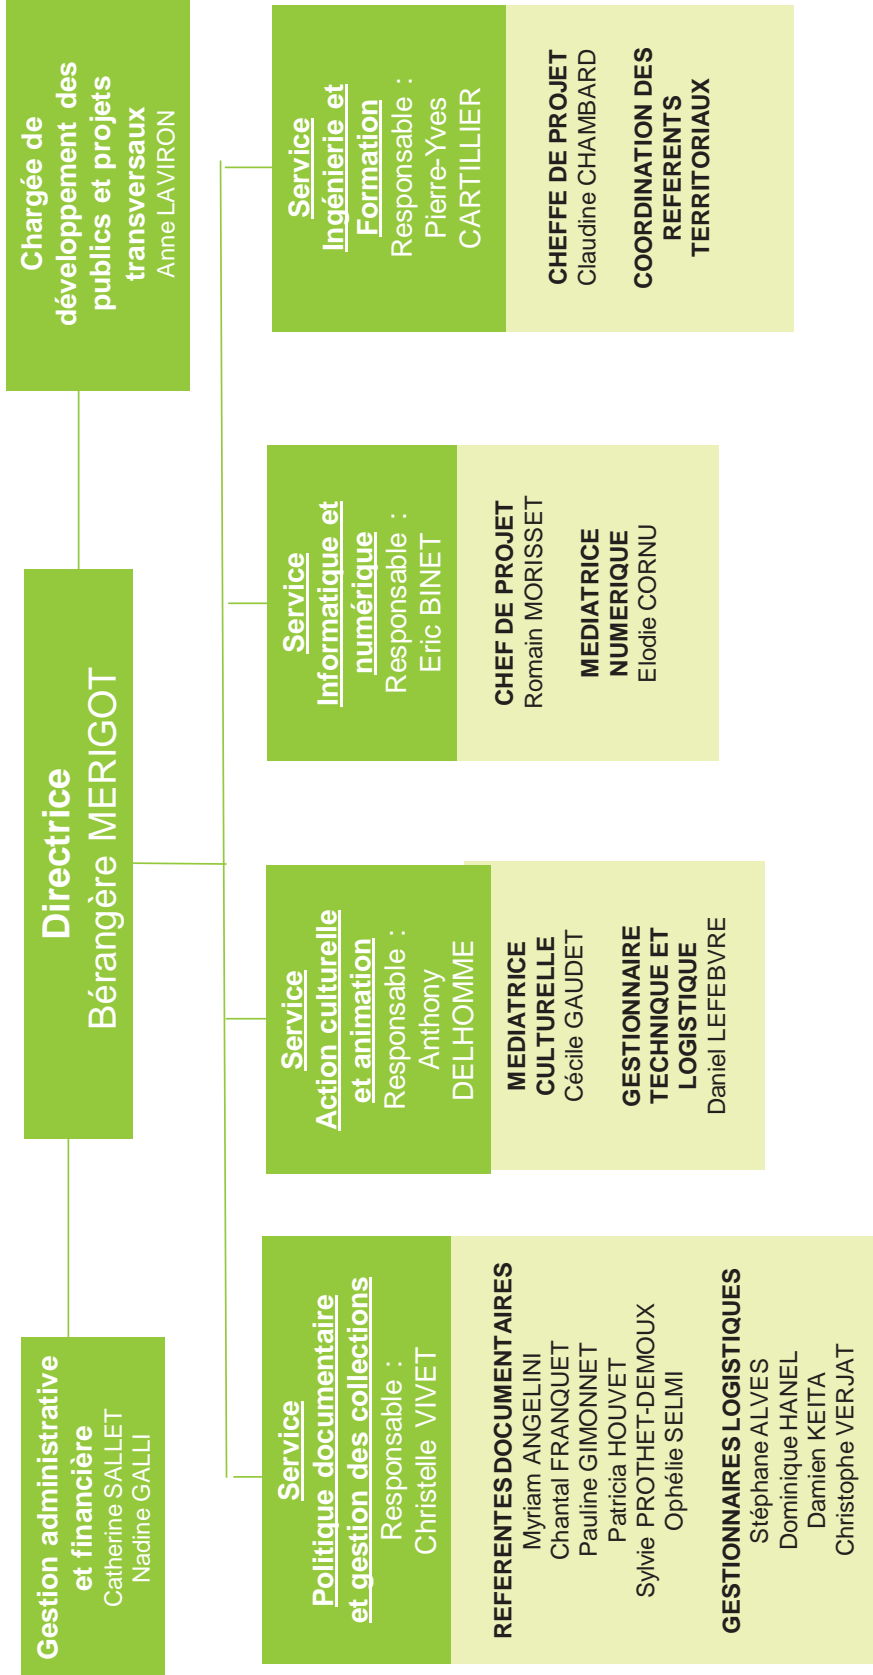 Gestion administrative
et financière
Catherine SALLET
Nadine GALLI
Directrice
Bérangère MERIGOT
Chargée de
développement des
publics et projets
transversaux
Anne LAVIRON
Service
Politique documentaire
et gestion des collections
Responsable :
Christelle VIVET
REFERENTES DOCUMENTAIRES
Myriam ANGELINI
Chantal FRANQUET
Pauline GIMONNET
Patricia HOUVET
Sylvie PROTHET-DEMOUX
Ophélie SELMI
GESTIONNAIRES LOGISTIQUES
Stéphane ALVES
Dominique HANEL
Damien KEITA
Christophe VERJAT
Service
Action culturelle
et animation
Responsable :
Anthony
DELHOMME
MEDIATRICE
CULTURELLE
Cécile GAUDET
GESTIONNAIRE
TECHNIQUE ET
LOGISTIQUE
Daniel LEFEBVRE
Service
Informatique et
numérique
Responsable :
Eric BINET
CHEF DE PROJET
Romain MORISSET
MEDIATRICE
NUMERIQUE
Elodie CORNU
Service
Ingénierie et
Formation
Responsable :
Pierre-Yves
CARTILLIER
CHEFFE DE PROJET
Claudine CHAMBARD
COORDINATION DES
REFERENTS
TERRITORIAUX